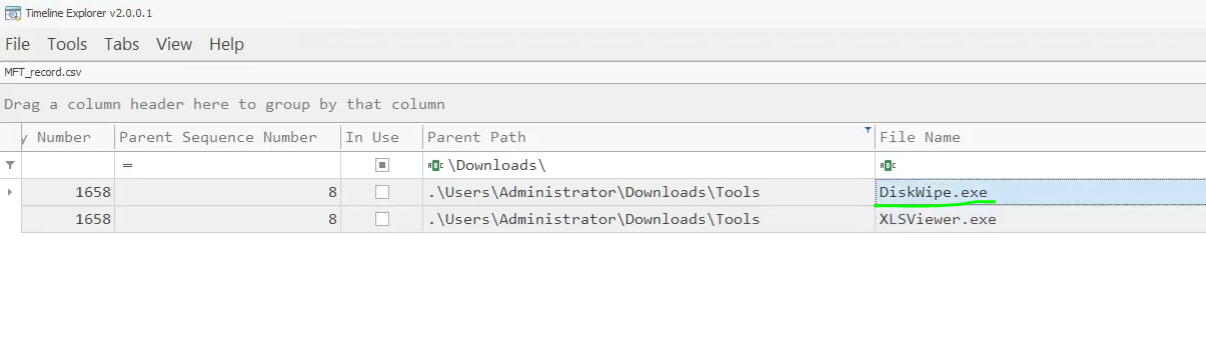 Timeline Explorer v2.0.0.1
File Tools Tabs View Help
MFT_record.csv
Drag a column header here to group by that column
y Number Parent Sequence Number In Use Parent Path File Name
= \Downloads\
1658 8 .\Users\Administrator\Downloads\Tools DiskWipe.exe
1658 8 .\Users\Administrator\Downloads\Tools XLSViewer.exe